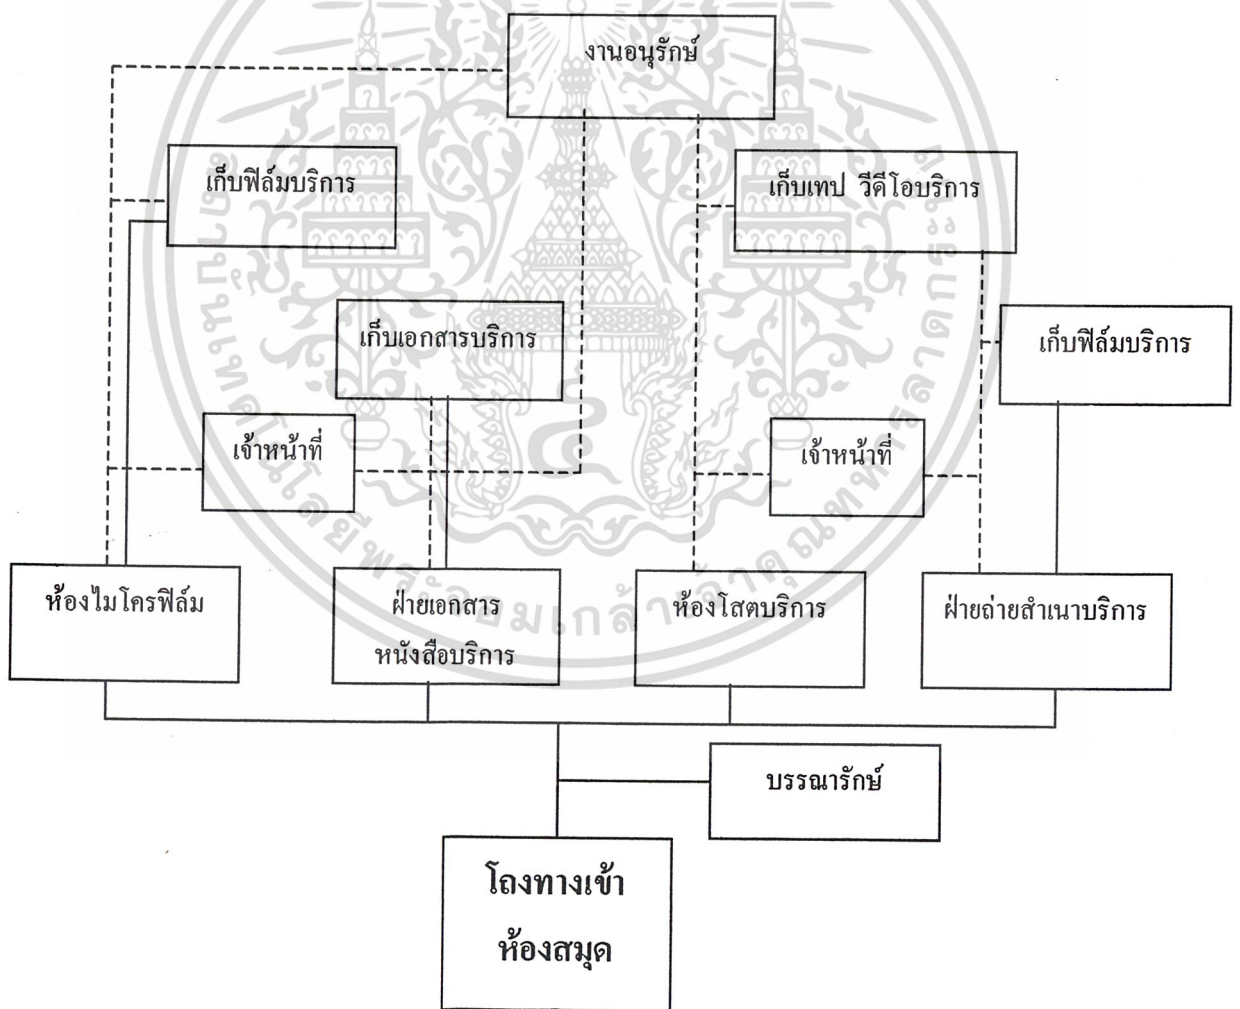 งานอนุรักษ์
เก็บฟิล์มบริการ
เก็บเทป วีดีโอบริการ
เก็บเอกสารบริการ
เก็บฟิล์มบริการ
เจ้าหน้าที่
เจ้าหน้าที่
ห้องไมโครฟิล์ม
ฝ่ายเอกสาร
หนังสือบริการ
ห้องโสตบริการ
ฝ่ายถ่ายสำเนาบริการ
บรรณารักษ์
โถงทางเข้า
ห้องสมุด